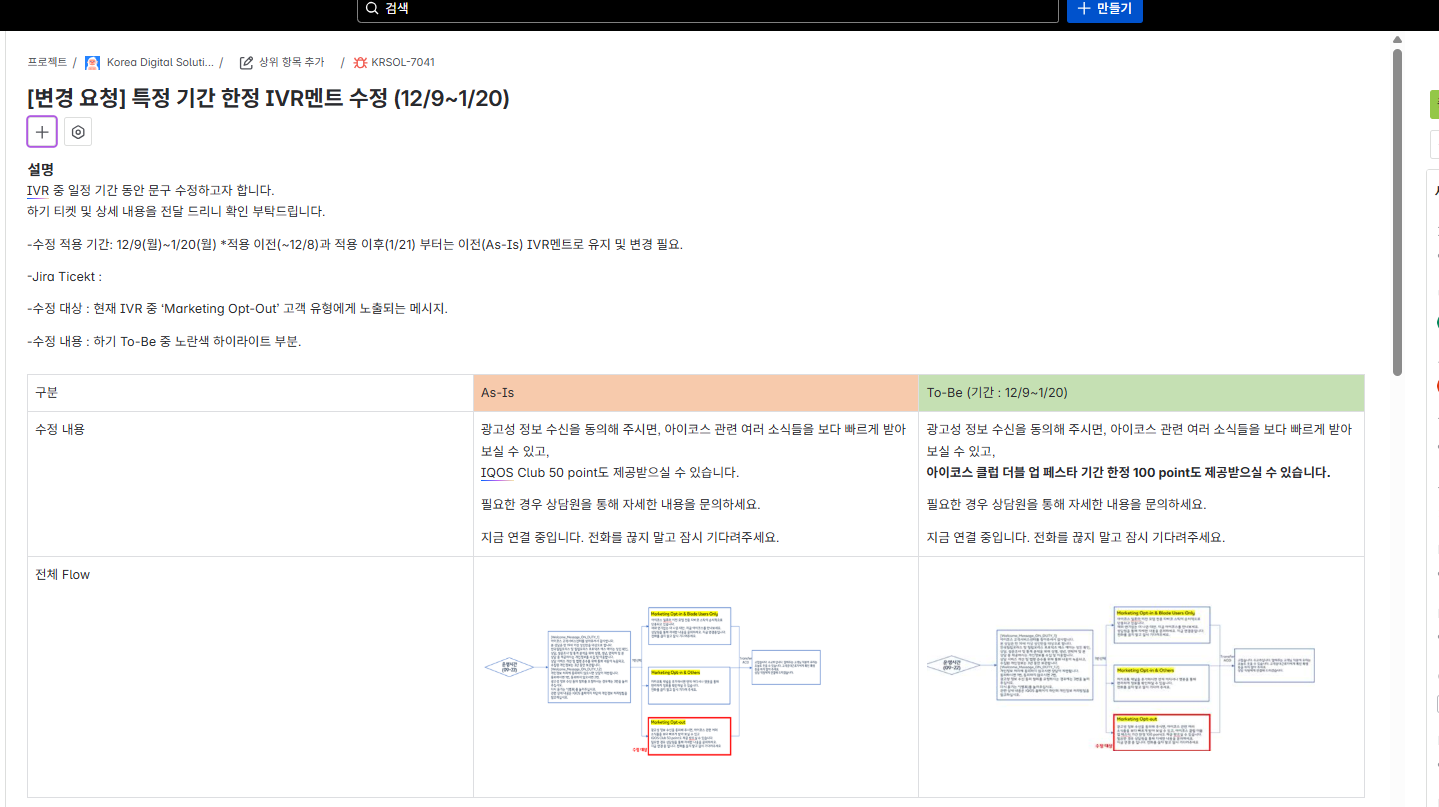 검색
만들기
프로젝트 / Korea Digital Soluti... / 상위 항목 추가 / KRSOL-7041
[변경 요청] 특정 기간 한정 IVR멘트 수정 (12/9~1/20)
설명
IVR 중 일정 기간 동안 문구 수정하고자 합니다.
하기 티켓 및 상세 내용을 전달 드리니 확인 부탁드립니다.
-수정 적용 기간: 12/9(월)~1/20(월) *적용 이전(~12/8)과 적용 이후(1/21) 부터는 이전(As-Is) IVR멘트로 유지 및 변경 필요.
-Jira Ticekt :
-수정 대상 : 현재 IVR 중 ‘Marketing Opt-Out’ 고객 유형에게 노출되는 메시지.
-수정 내용 : 하기 To-Be 중 노란색 하이라이트 부분.
구분
As-Is
To-Be (기간 : 12/9~1/20)
수정 내용
광고성 정보 수신을 동의해 주시면, 아이코스 관련 여러 소식들을 보다 빠르게 받아
보실 수 있고,
IQOS Club 50 point도 제공받으실 수 있습니다.
필요한 경우 상담원을 통해 자세한 내용을 문의하세요.
지금 연결 중입니다. 전화를 끊지 말고 잠시 기다려주세요.
광고성 정보 수신을 동의해 주시면, 아이코스 관련 여러 소식들을 보다 빠르게 받아
보실 수 있고,
아이코스 클럽 더블 업 페스타 기간 한정 100 point도 제공받으실 수 있습니다.
필요한 경우 상담원을 통해 자세한 내용을 문의하세요.
지금 연결 중입니다. 전화를 끊지 말고 잠시 기다려주세요.
전체 Flow
운영시간
(09-22)
Marketing Opt-in & Blade Users Only
Marketing Opt-in & Others
Marketing Opt-out
수정 대상
운영시간
(09-22)
Marketing Opt-in & Blade Users Only
Marketing Opt-in & Others
Marketing Opt-out
수정 대상